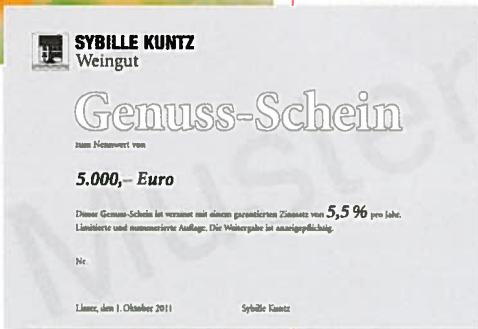 SYBILLE KUNTZ
Weingut
Genuss-Schein
zum Nennwert von
5.000,– Euro
Dieser Genuss-Schein ist verzinst mit einem garantierten Zinssatz von 5,5 % pro Jahr.
Limitierte und nummerierte Auflage. Die Weitergabe ist anzeigepflichtig.
Nr.
Lieser, den 1. Oktober 2011 Sybille Kuntz
Muster